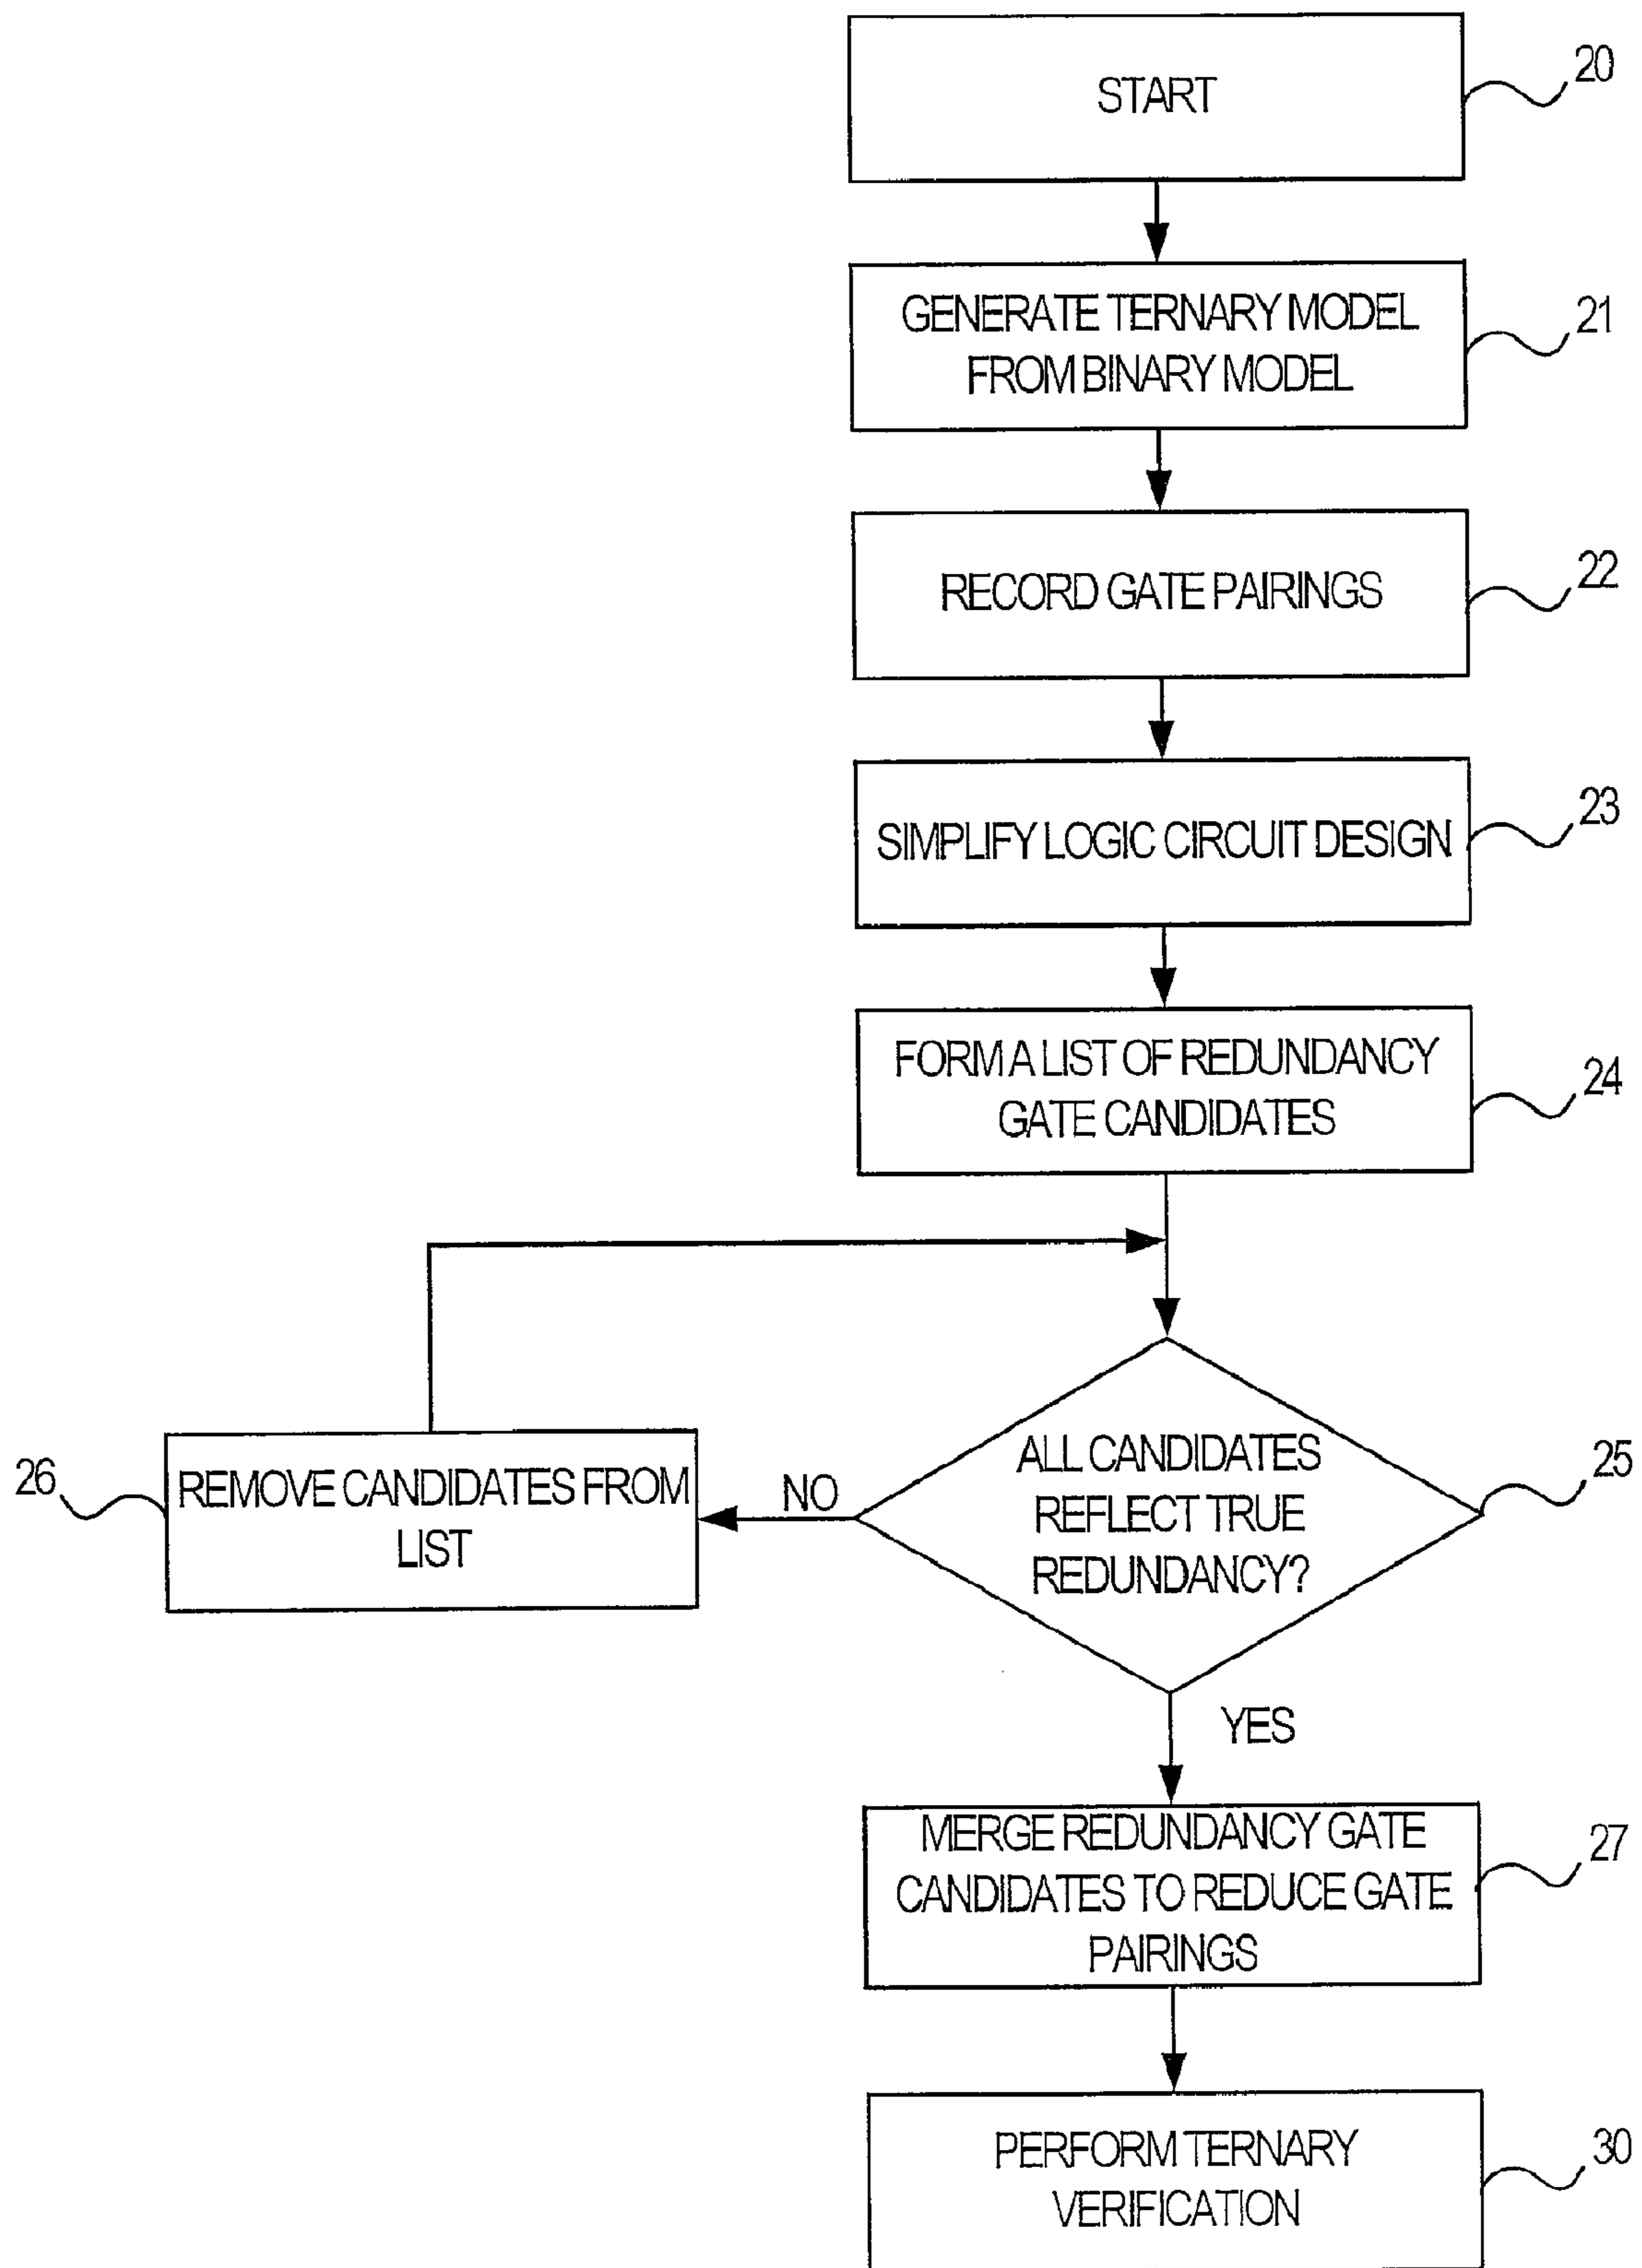 START
20
GENERATE TERNARY MODEL
FROM BINARY MODEL
21
RECORD GATE PAIRINGS
22
SIMPLIFY LOGIC CIRCUIT DESIGN
23
FORM A LIST OF REDUNDANCY
GATE CANDIDATES
24
ALL CANDIDATES
REFLECT TRUE
REDUNDANCY?
25
NO
26
REMOVE CANDIDATES FROM
LIST
YES
MERGE REDUNDANCY GATE
CANDIDATES TO REDUCE GATE
PAIRINGS
27
PERFORM TERNARY
VERIFICATION
30